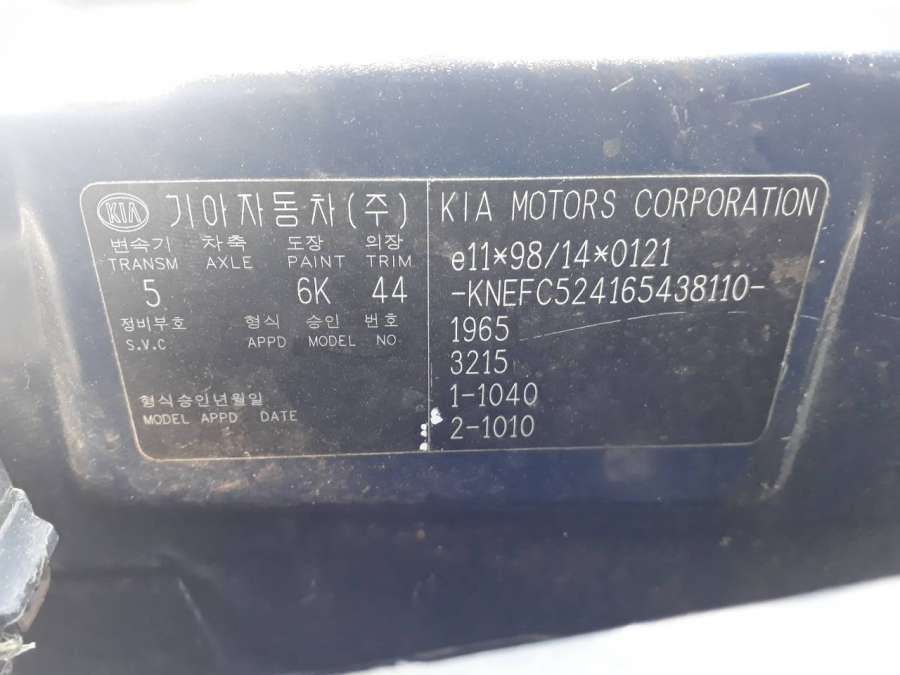 KIA 기아자동차(주)
변속기 차축 도장 의장
TRANSM AXLE PAINT TRIM
5 6K 44
정비부호 형식 승인 번호
S.V.C APPD MODEL NO
형식승인년월일
MODEL APPD DATE
KIA MOTORS CORPORATION
e11*98/14*0121
-KNEFC524165438110-
1965
3215
1-1040
2-1010